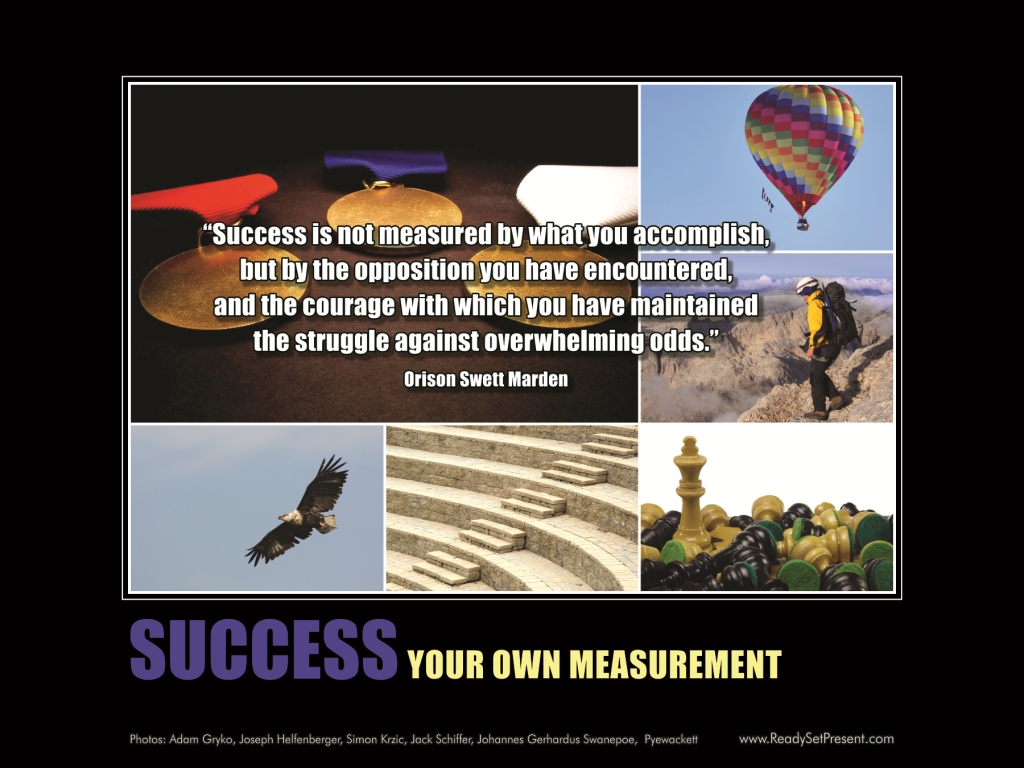 “Success is not measured by what you accomplish,
but by the opposition you have encountered,
and the courage with which you have maintained
the struggle against overwhelming odds.”
Orison Swett Marden
SUCCESS YOUR OWN MEASUREMENT
Photos: Adam Gryko, Joseph Helfenberger, Simon Krzic, Jack Schiffer, Johannes Gerhardus Swanepoe, Pyewackett
www.ReadySetPresent.com